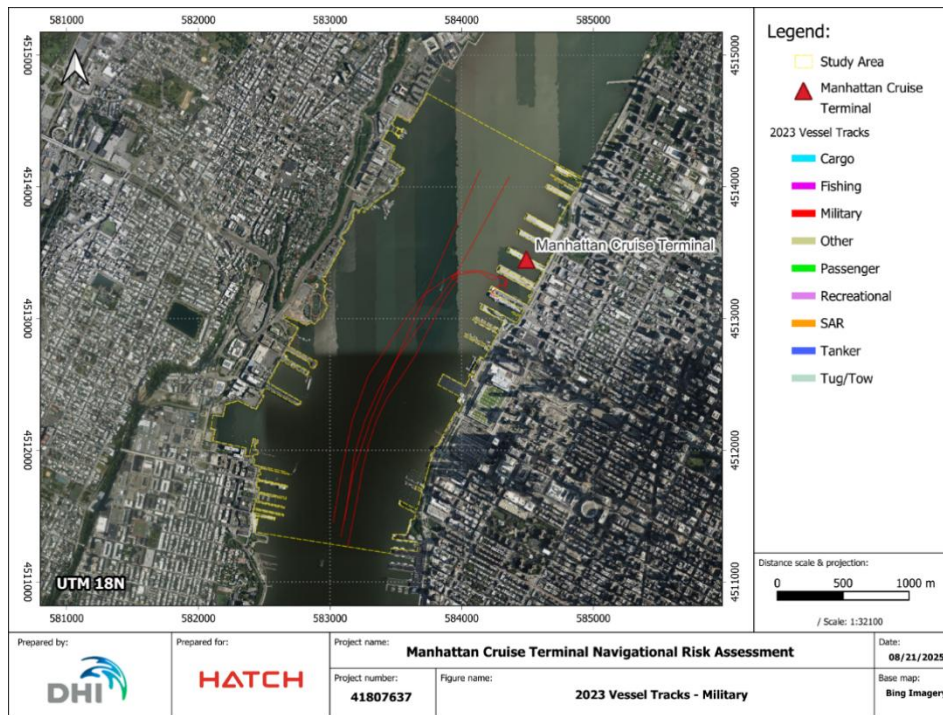 581000 582000 583000 584000 585000
4515000 4515000
4514000 4514000
Manhattan Cruise Terminal
4513000 4513000
4512000 4512000
4511000 4511000
UTM 18N
581000 582000 583000 584000 585000
Legend:
Study Area
Manhattan Cruise
Terminal
2023 Vessel Tracks
Cargo
Fishing
Military
Other
Passenger
Recreational
SAR
Tanker
Tug/Tow
Distance scale & projection:
0 500 1000 m
/ Scale: 1:32100
Prepared by:
DHI
Prepared for:
HATCH
Project name:
Manhattan Cruise Terminal Navigational Risk Assessment
Date:
08/21/2025
Project number:
41807637
Figure name:
2023 Vessel Tracks - Military
Base map:
Bing Imagery